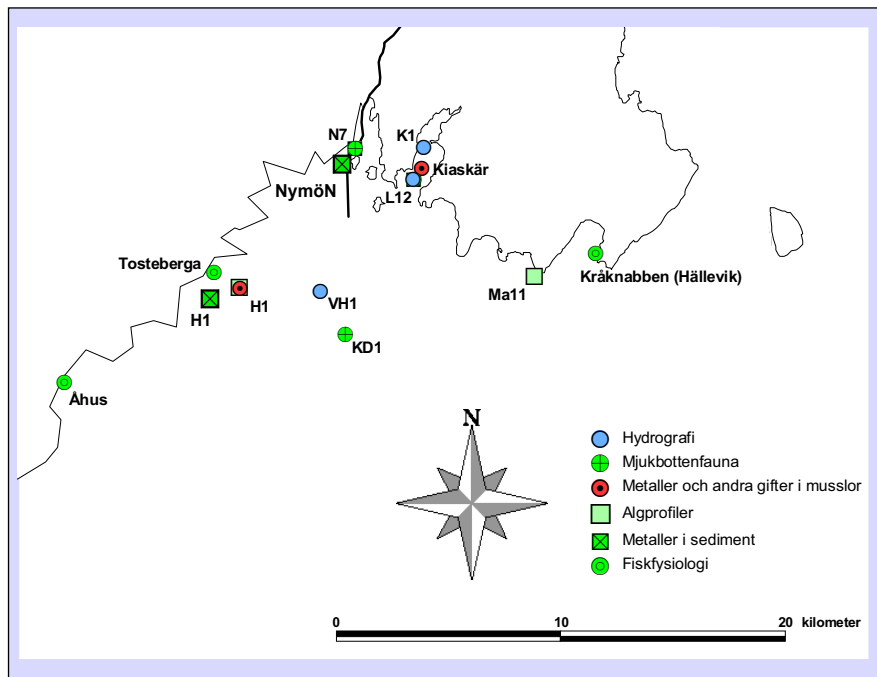 N7
K1
Kiaskär
NymöN
L12
Tosteberga
Kråknabben (Hällevik)
Ma11
H1
H1
VH1
KD1
Åhus
N
Hydrografi
Mjukbottenfauna
Metaller och andra gifter i musslor
Algprofiler
Metaller i sediment
Fiskfysiologi
0 10 20 kilometer